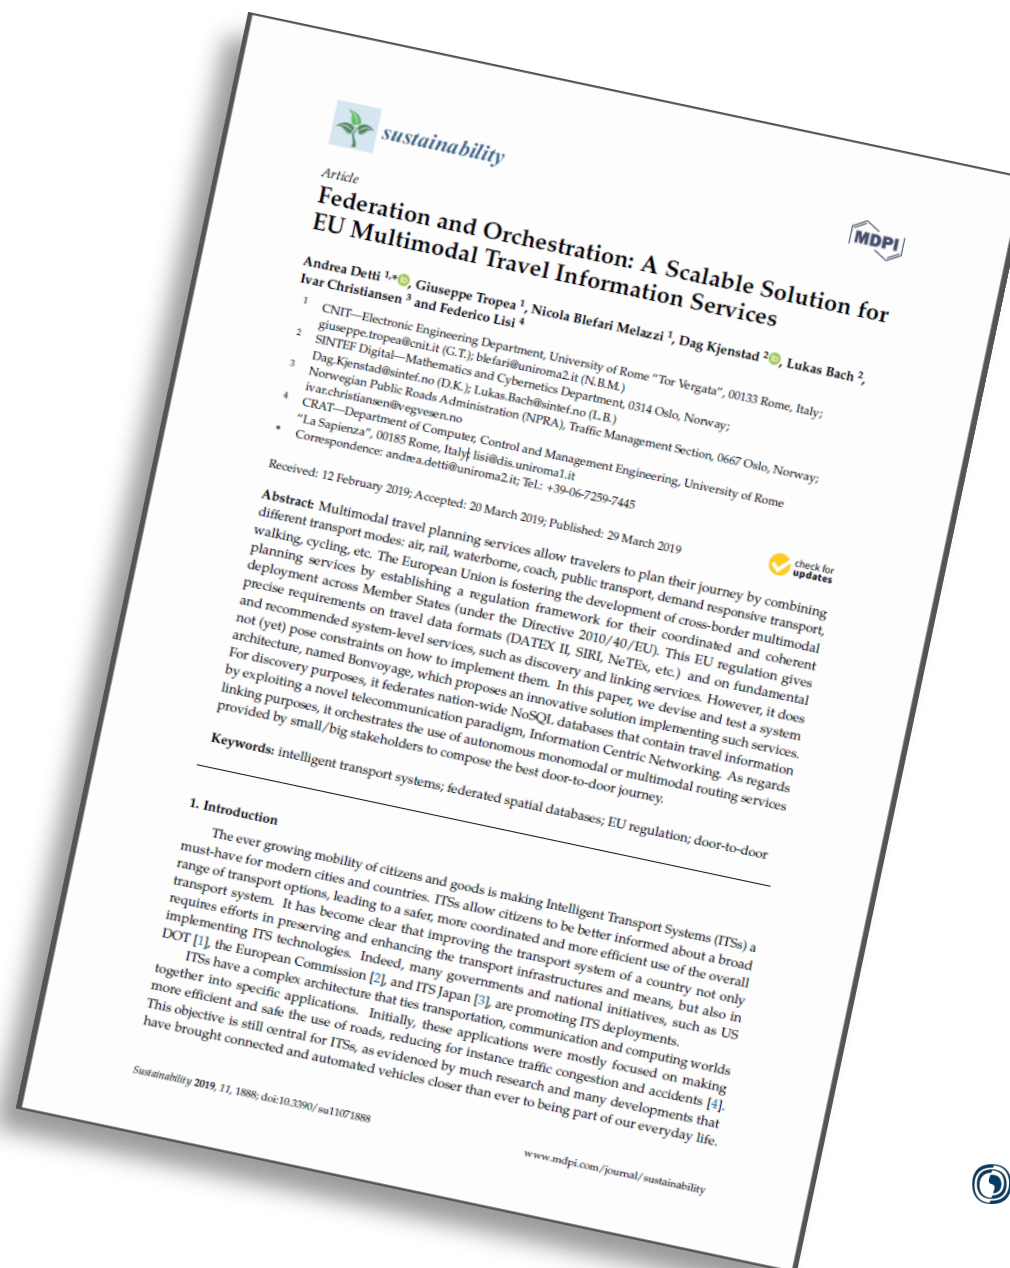 sustainability
Article
Federation and Orchestration: A Scalable Solution for
EU Multimodal Travel Information Services
MDPI
Andrea Detti 1,*, Giuseppe Tropea 1, Nicola Blefari Melazzi 1, Dag Kjenstad 2, Lukas Bach 2,
Ivar Christiansen 3 and Federico Lisi 4
1 CNIT—Electronic Engineering Department, University of Rome "Tor Vergata", 00133 Rome, Italy;
giuseppe.tropea@cnit.it (G.T.); blefari@uniroma2.it (N.B.M.)
2 SINTEF Digital—Mathematics and Cybernetics Department, 0314 Oslo, Norway;
Dag.Kjenstad@sintef.no (D.K.); Lukas.Bach@sintef.no (L.B.)
3 Norwegian Public Roads Administration (NPRA), Traffic Management Section, 0667 Oslo, Norway;
ivar.christiansen@vegvesen.no
4 CRAT—Department of Computer, Control and Management Engineering, University of Rome
"La Sapienza", 00185 Rome, Italy; lisi@dis.uniroma1.it
* Correspondence: andrea.detti@uniroma2.it; Tel.: +39-06-7259-7445
Received: 12 February 2019; Accepted: 20 March 2019; Published: 29 March 2019
check for
updates
Abstract: Multimodal travel planning services allow travelers to plan their journey by combining
different transport modes: air, rail, waterborne, coach, public transport, demand responsive transport,
walking, cycling, etc. The European Union is fostering the development of cross-border multimodal
planning services by establishing a regulation framework for their coordinated and coherent
deployment across Member States (under the Directive 2010/40/EU). This EU regulation gives
precise requirements on travel data formats (DATEX II, SIRI, NeTEx, etc.) and on fundamental
and recommended system-level services, such as discovery and linking services. However, it does
not (yet) pose constraints on how to implement them. In this paper, we devise and test a system
architecture, named Bonvoyage, which proposes an innovative solution implementing such services.
For discovery purposes, it federates nation-wide NoSQL databases that contain travel information
by exploiting a novel telecommunication paradigm, Information Centric Networking. As regards
linking purposes, it orchestrates the use of autonomous monomodal or multimodal routing services
provided by small/big stakeholders to compose the best door-to-door journey.
Keywords: intelligent transport systems; federated spatial databases; EU regulation; door-to-door
1. Introduction
The ever growing mobility of citizens and goods is making Intelligent Transport Systems (ITSs) a
must-have for modern cities and countries. ITSs allow citizens to be better informed about a broad
range of transport options, leading to a safer, more coordinated and more efficient use of the overall
transport system. It has become clear that improving the transport system of a country not only
requires efforts in preserving and enhancing the transport infrastructures and means, but also in
implementing ITS technologies. Indeed, many governments and national initiatives, such as US
DOT [1], the European Commission [2], and ITS Japan [3], are promoting ITS deployments.
ITSs have a complex architecture that ties transportation, communication and computing worlds
together into specific applications. Initially, these applications were mostly focused on making
more efficient and safe the use of roads, reducing for instance traffic congestion and accidents [4].
This objective is still central for ITSs, as evidenced by much research and many developments that
have brought connected and automated vehicles closer than ever to being part of our everyday life.
Sustainability 2019, 11, 1888; doi:10.3390/su11071888
www.mdpi.com/journal/sustainability